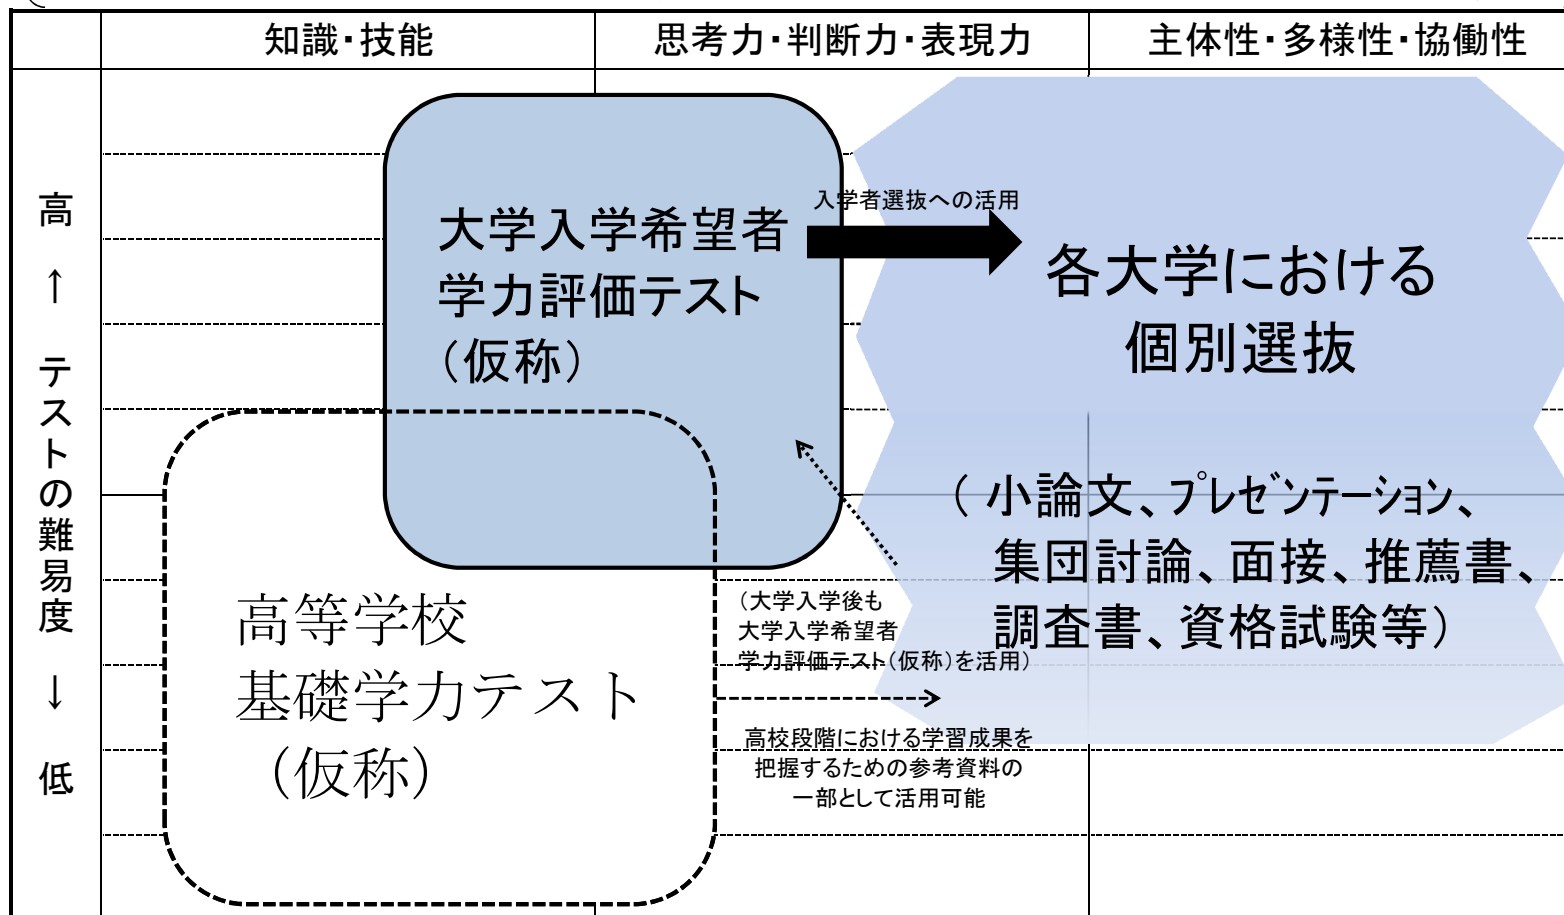 知識・技能
思考力・判断力・表現力
主体性・多様性・協働性
高
↑
テストの難易度
↓
低
大学入学希望者
学力評価テスト
（仮称）
入学者選抜への活用
各大学における
個別選抜
（小論文、プレゼンテーション、
集団討論、面接、推薦書、
調査書、資格試験等）
高等学校
基礎学力テスト
（仮称）
（大学入学後も
大学入学希望者
学力評価テスト（仮称）を活用）
高校段階における学習成果を
把握するための参考資料の
一部として活用可能